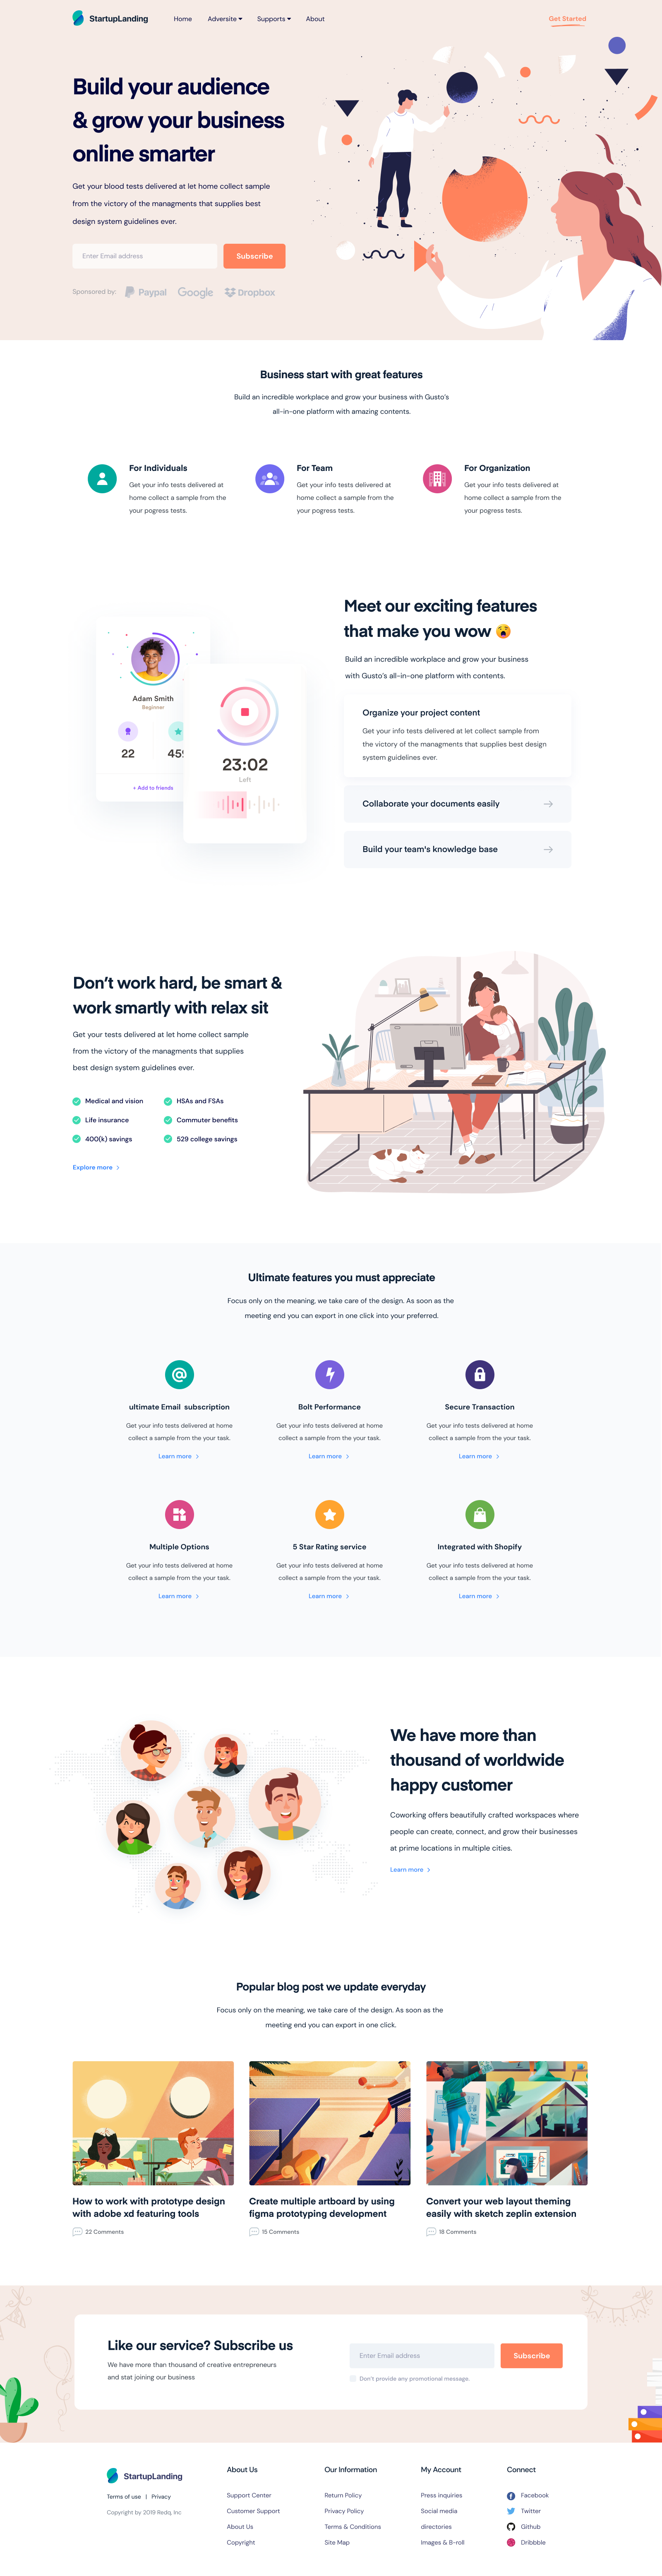 StartupLanding
Home
Adversite
Supports
About
Get Started
Build your audience
& grow your business
online smarter
Get your blood tests delivered at let home collect sample
from the victory of the managments that supplies best
design system guidelines ever.
Enter Email address
Subscribe
Sponsored by:
Paypal
Google
Dropbox
Business start with great features
Build an incredible workplace and grow your business with Gusto's
all-in-one platform with amazing contents.
For Individuals
Get your info tests delivered at
home collect a sample from the
your pogress tests.
For Team
Get your info tests delivered at
home collect a sample from the
your pogress tests.
For Organization
Get your info tests delivered at
home collect a sample from the
your pogress tests.
Adam Smith
Beginner
22
45
+ Add to friends
23:02
Left
Meet our exciting features
that make you wow 😵
Build an incredible workplace and grow your business
with Gusto's all-in-one platform with contents.
Organize your project content
Get your info tests delivered at let home collect sample from
the victory of the managments that supplies best design
system guidelines ever.
Collaborate your documents easily
Build your team's knowledge base
Don't work hard, be smart &
work smartly with relax sit
Get your tests delivered at let home collect sample
from the victory of the managments that supplies
best design system guidelines ever.
Medical and vision
HSAs and FSAs
Life insurance
Commuter benefits
400(k) savings
529 college savings
Explore more
Ultimate features you must appreciate
Focus only on the meaning, we take care of the design. As soon as the
meeting end you can export in one click into your preferred.
ultimate Email subscription
Get your info tests delivered at home
collect a sample from the your task.
Learn more
Bolt Performance
Get your info tests delivered at home
collect a sample from the your task.
Learn more
Secure Transaction
Get your info tests delivered at home
collect a sample from the your task.
Learn more
Multiple Options
Get your info tests delivered at home
collect a sample from the your task.
Learn more
5 Star Rating service
Get your info tests delivered at home
collect a sample from the your task.
Learn more
Integrated with Shopify
Get your info tests delivered at home
collect a sample from the your task.
Learn more
We have more than
thousand of worldwide
happy customer
Coworking offers beautifully crafted workspaces where
people can create, connect, and grow their businesses
at prime locations in multiple cities.
Learn more
Popular blog post we update everyday
Focus only on the meaning, we take care of the design. As soon as the
meeting end you can export in one click.
How to work with prototype design
with adobe xd featuring tools
22 Comments
Create multiple artboard by using
figma prototyping development
15 Comments
Convert your web layout theming
easily with sketch zeplin extension
18 Comments
Like our service? Subscribe us
We have more than thousand of creative entrepreneurs
and stat joining our business
Enter Email address
Subscribe
Don't provide any promotional message.
StartupLanding
Terms of use | Privacy
Copyright by 2019 Redq, Inc
About Us
Support Center
Customer Support
About Us
Copyright
Our Information
Return Policy
Privacy Policy
Terms & Conditions
Site Map
My Account
Press inquiries
Social media
directories
Images & B-roll
Connect
Facebook
Twitter
Github
Dribbble